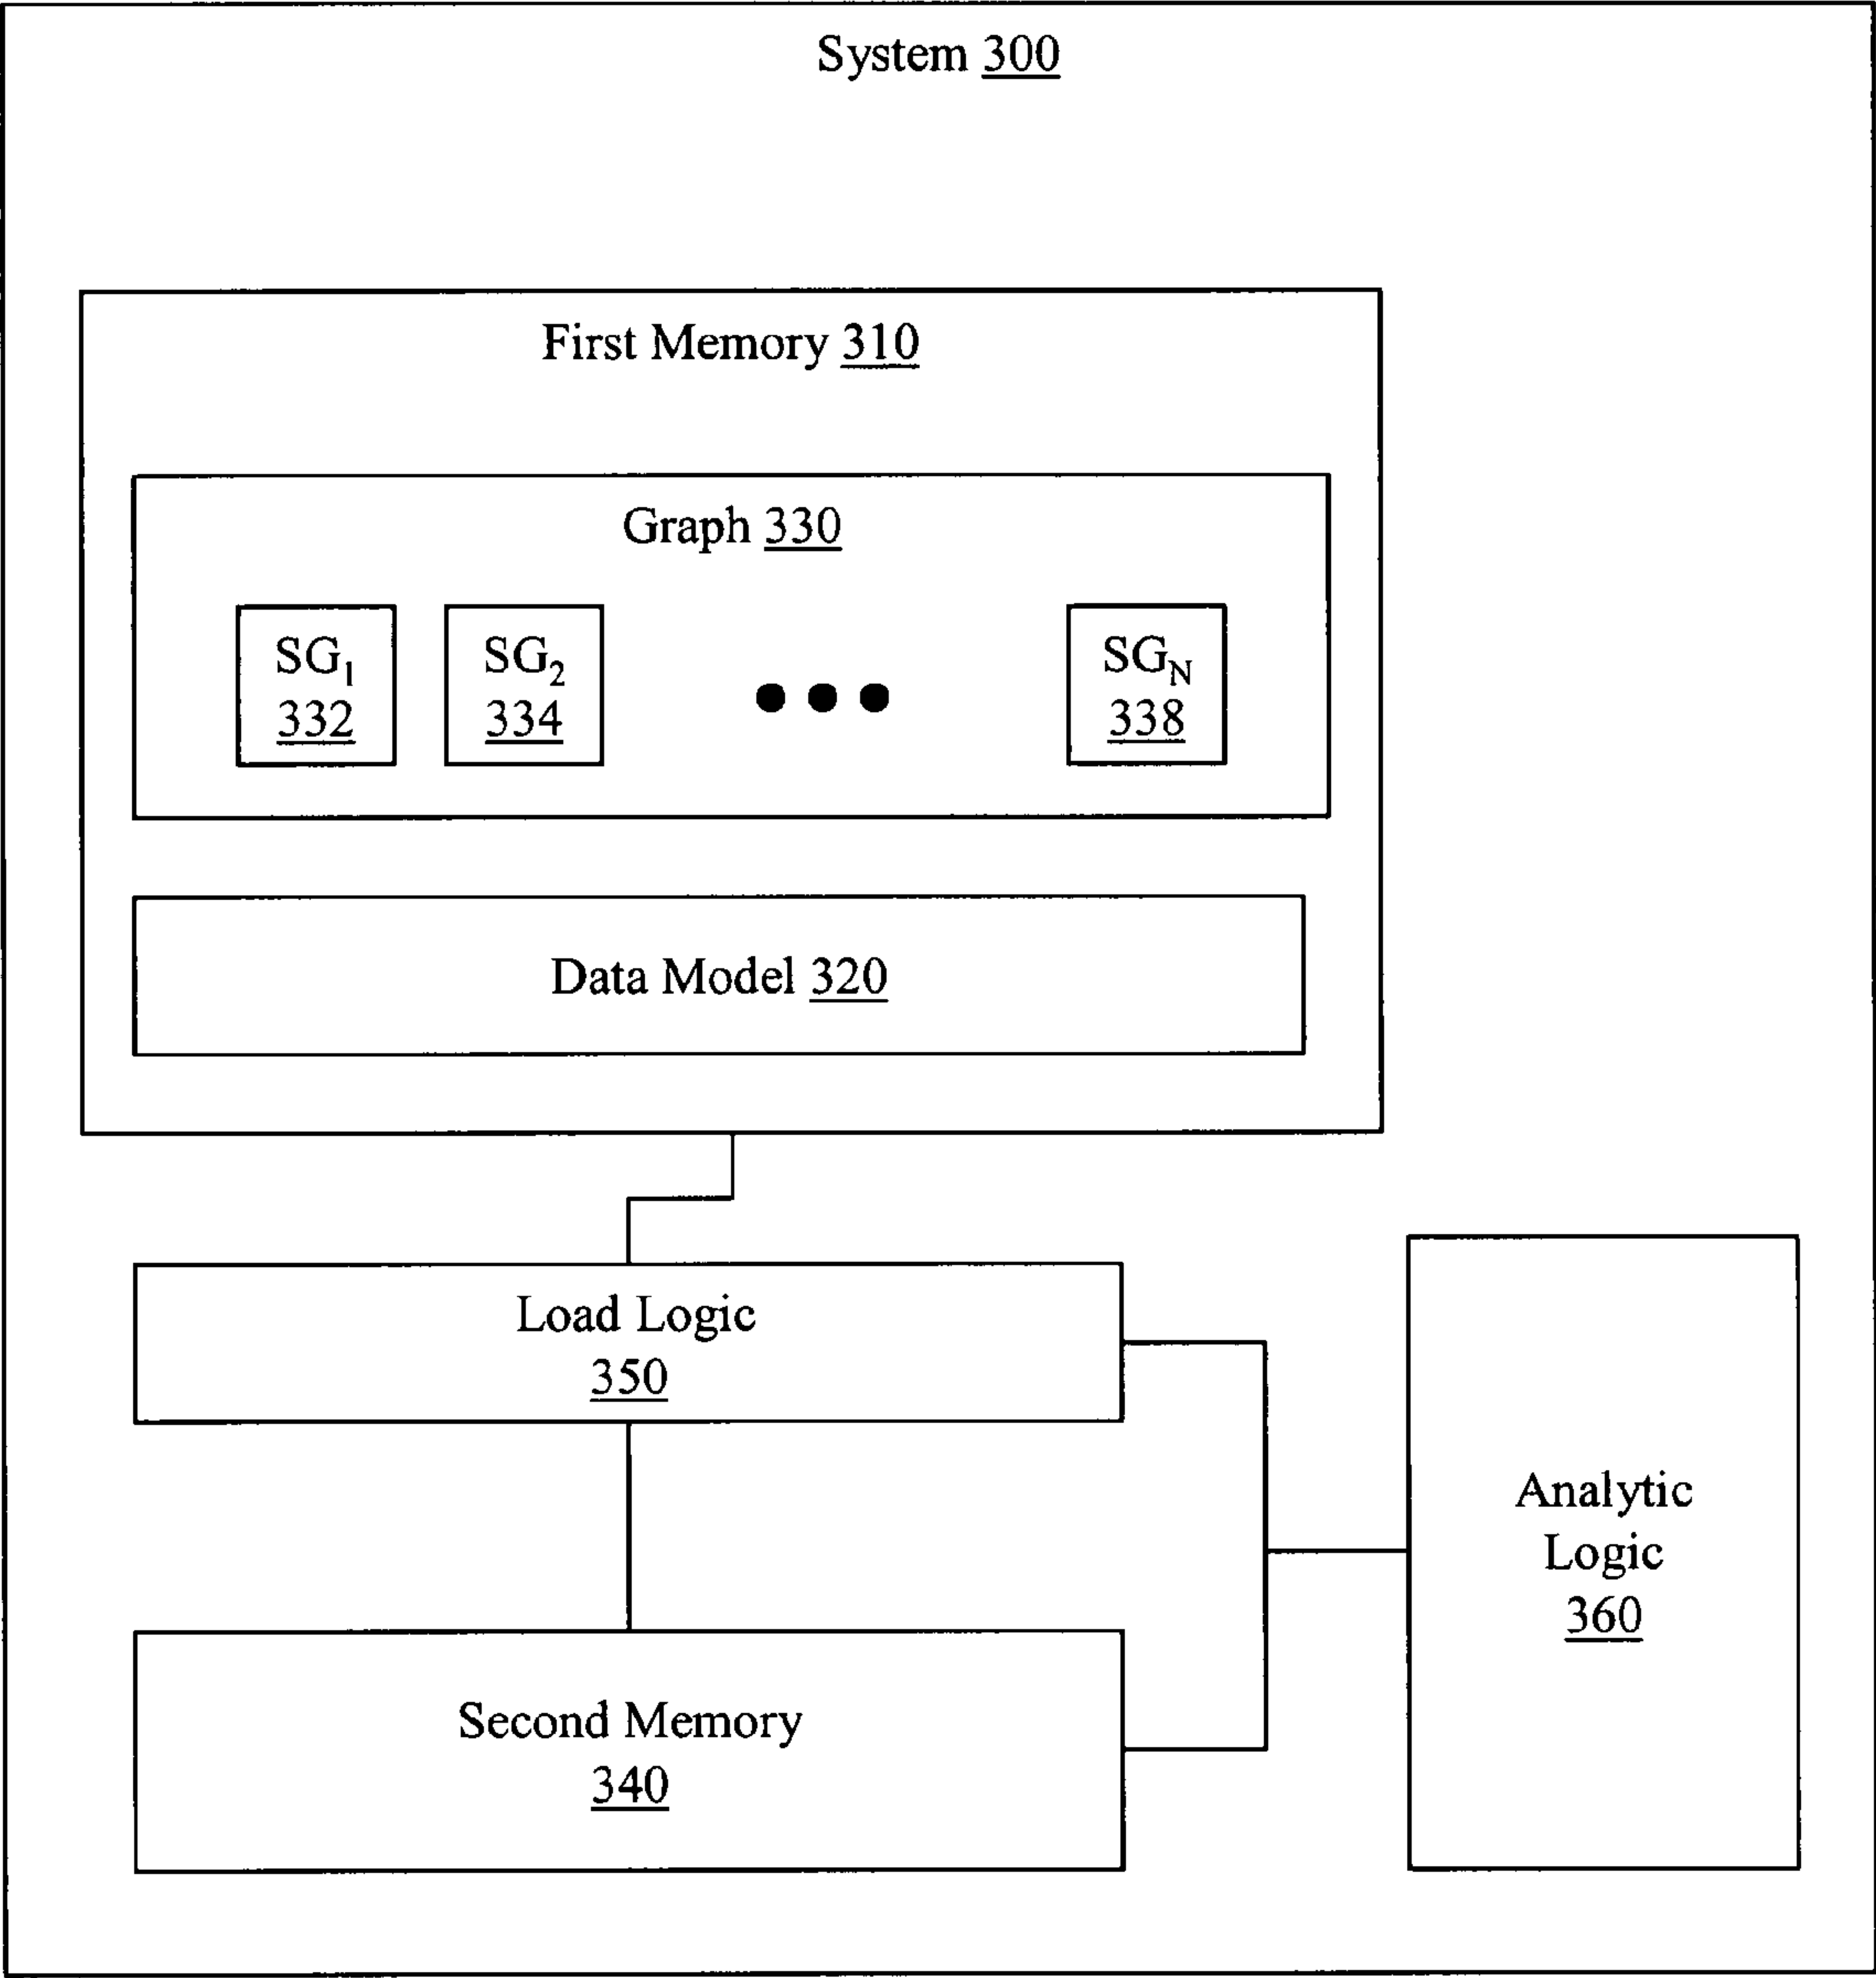 System 300
First Memory 310
Graph 330
SG₁
332
SG₂
334
SG_N
338
Data Model 320
Load Logic
350
Second Memory
340
Analytic
Logic
360